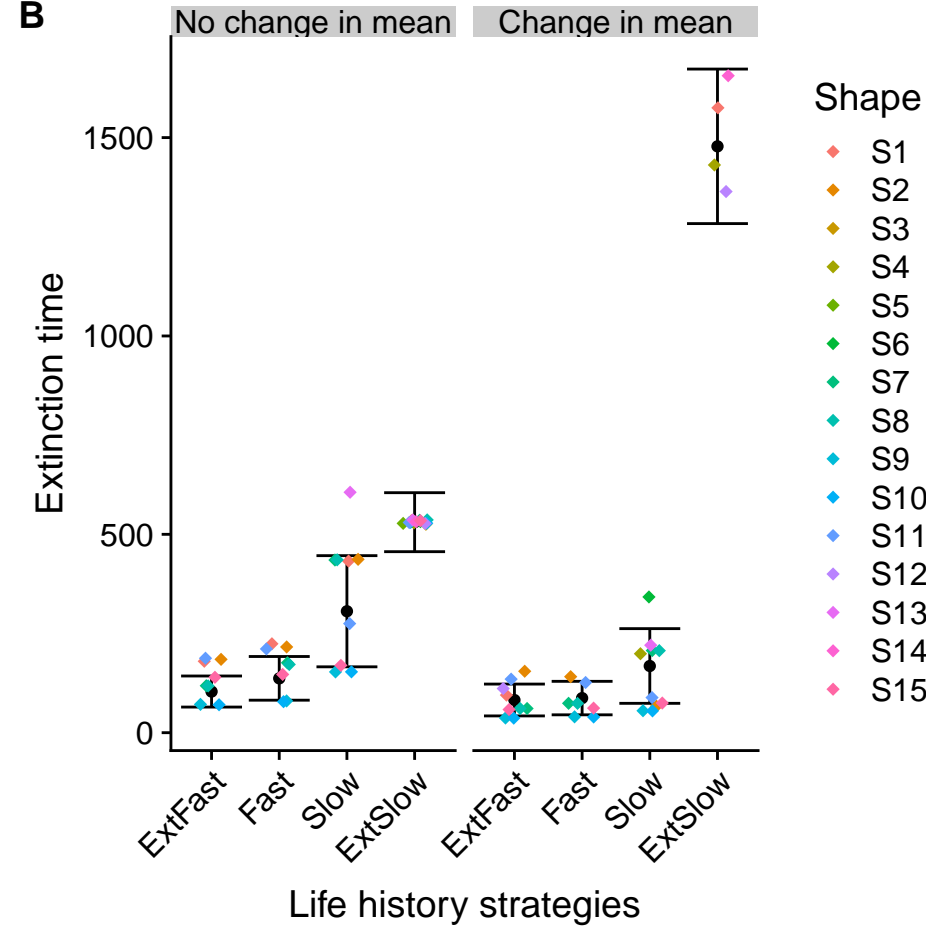 B
No change in mean
Change in mean
Extinction time
1500
1000
500
0
ExtFast
Fast
Slow
ExtSlow
ExtFast
Fast
Slow
ExtSlow
Life history strategies
Shape
S1
S2
S3
S4
S5
S6
S7
S8
S9
S10
S11
S12
S13
S14
S15